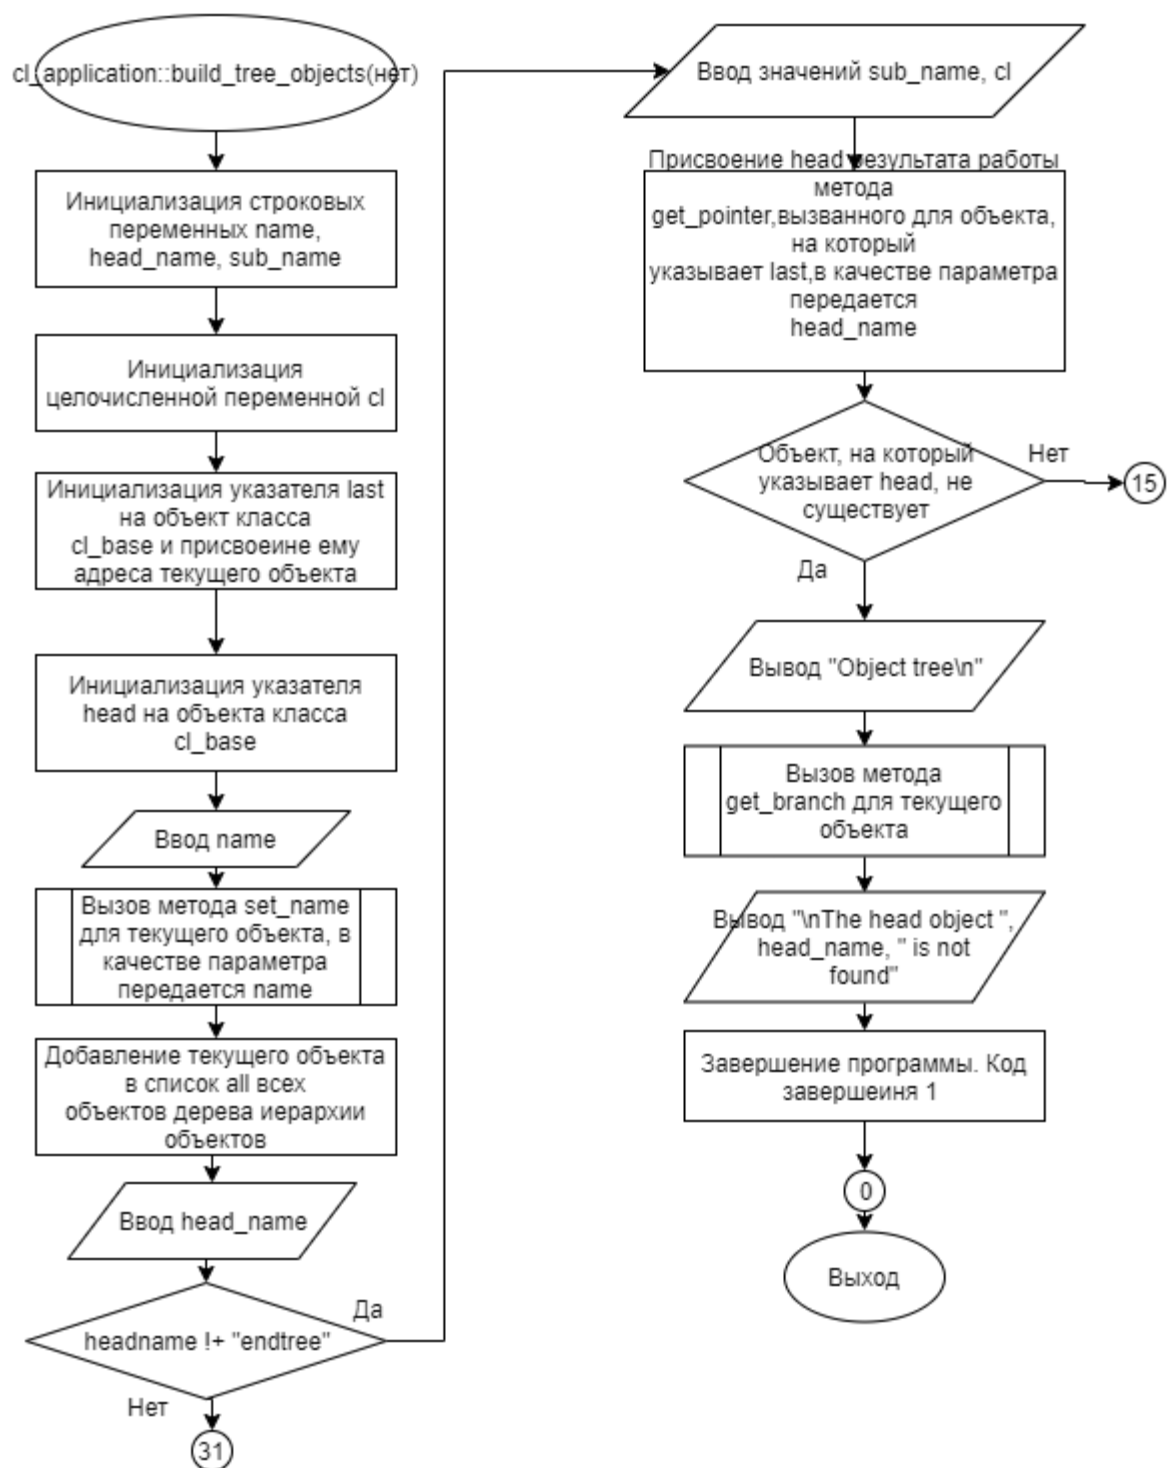 cl_application::build_tree_objects(нет)
Инициализация строковых
переменных name,
head_name, sub_name
Инициализация
целочисленной переменной cl
Инициализация указателя last
на объект класса
cl_base и присвоеине ему
адреса текущего объекта
Инициализация указателя
head на объекта класса
cl_base
Ввод name
Вызов метода set_name
для текущего объекта, в
качестве параметра
передается name
Добавление текущего объекта
в список all всех
объектов дерева иерархии
объектов
Ввод head_name
headname !+ "endtree"
Да
Нет
31
Ввод значений sub_name, cl
Присвоение head результата работы
метода
get_pointer,вызванного для объекта,
на который
указывает last,в качестве параметра
передается
head_name
Объект, на который
указывает head, не
существует
Нет
15
Да
Вывод "Object tree\n"
Вызов метода
get_branch для текущего
объекта
Вывод "\nThe head object ",
head_name, " is not
found"
Завершение программы. Код
завершеиня 1
0
Выход